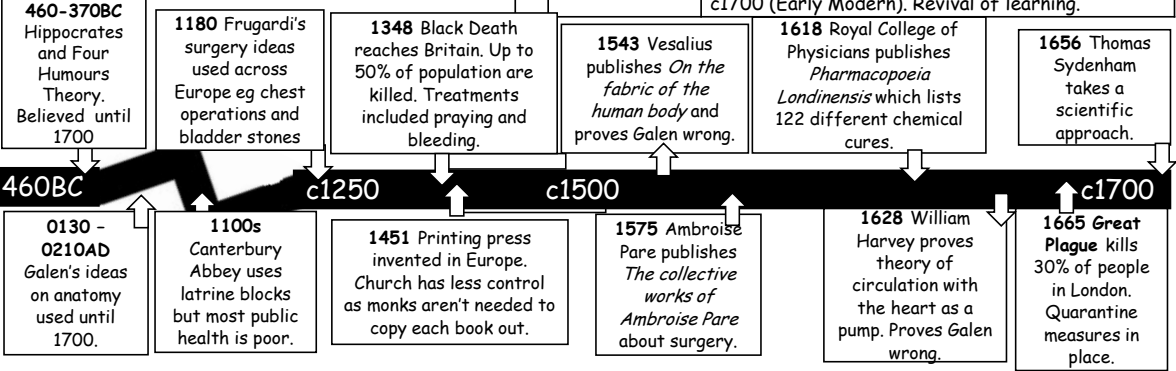 c1700 (Early Modern). Revival of learning.
460-370BC
Hippocrates
and Four
Humours
Theory.
Believed until
1700
1180 Frugardi's
surgery ideas
used across
Europe eg chest
operations and
bladder stones
1348 Black Death
reaches Britain. Up to
50% of population are
killed. Treatments
included praying and
bleeding.
1543 Vesalius
publishes On the
fabric of the
human body and
proves Galen wrong.
1618 Royal College of
Physicians publishes
Pharmacopoeia
Londinensis which lists
122 different chemical
cures.
1656 Thomas
Sydenham
takes a
scientific
approach.
460BC
c1250
c1500
c1700
0130 –
0210AD
Galen's ideas
on anatomy
used until
1700.
1100s
Canterbury
Abbey uses
latrine blocks
but most public
health is poor.
1451 Printing press
invented in Europe.
Church has less control
as monks aren't needed to
copy each book out.
1575 Ambroise
Pare publishes
The collective
works of
Ambroise Pare
about surgery.
1628 William
Harvey proves
theory of
circulation with
the heart as a
pump. Proves Galen
wrong.
1665 Great
Plague kills
30% of people
in London.
Quarantine
measures in
place.